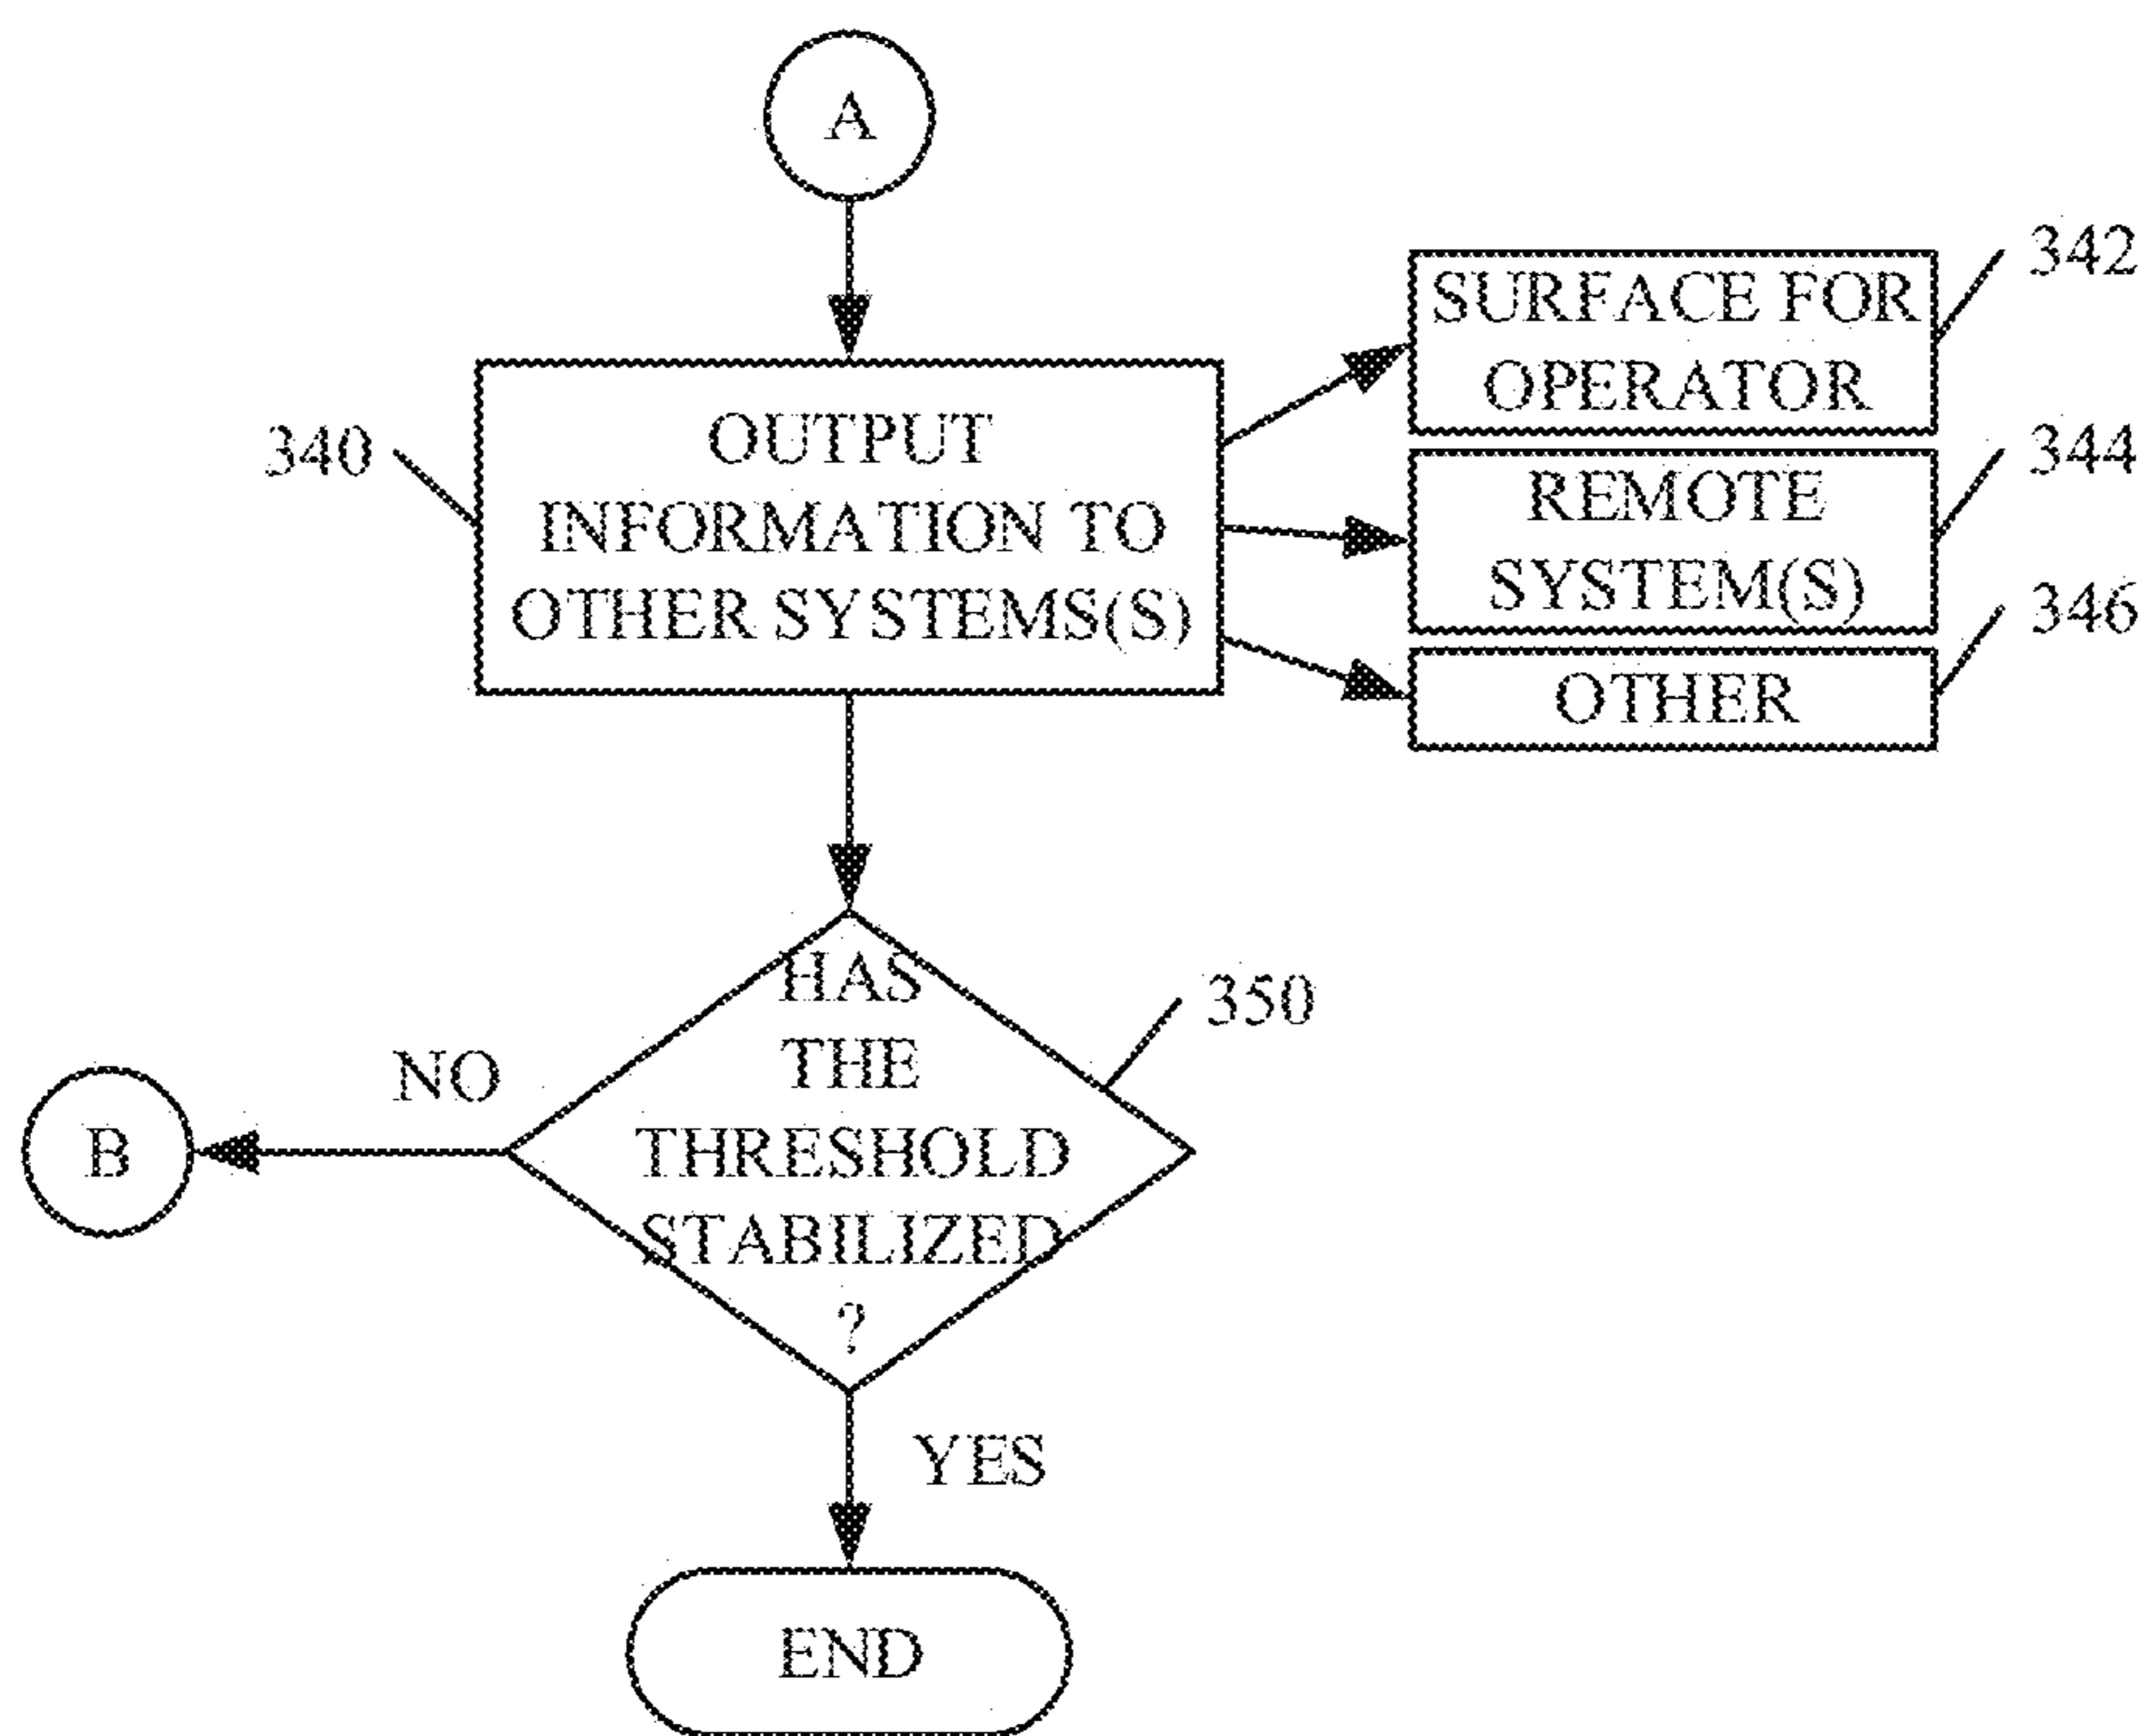 A
SURFACE FOR
OPERATOR
342
340
OUTPUT
INFORMATION TO
OTHER SYSTEMS(S)
REMOTE
SYSTEM(S)
344
OTHER
346
HAS
THE
THRESHOLD
STABILIZED
?
350
NO
B
YES
END